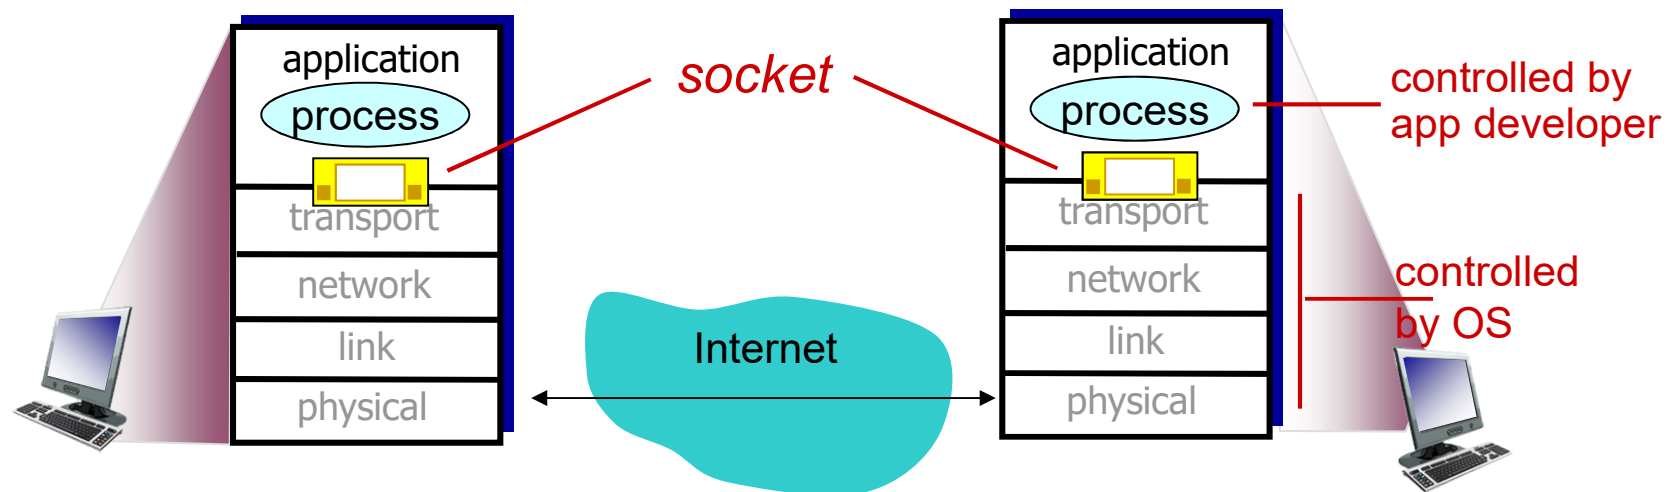 application
process
transport
network
link
physical
socket
Internet
application
process
transport
network
link
physical
controlled by
app developer
controlled
by OS